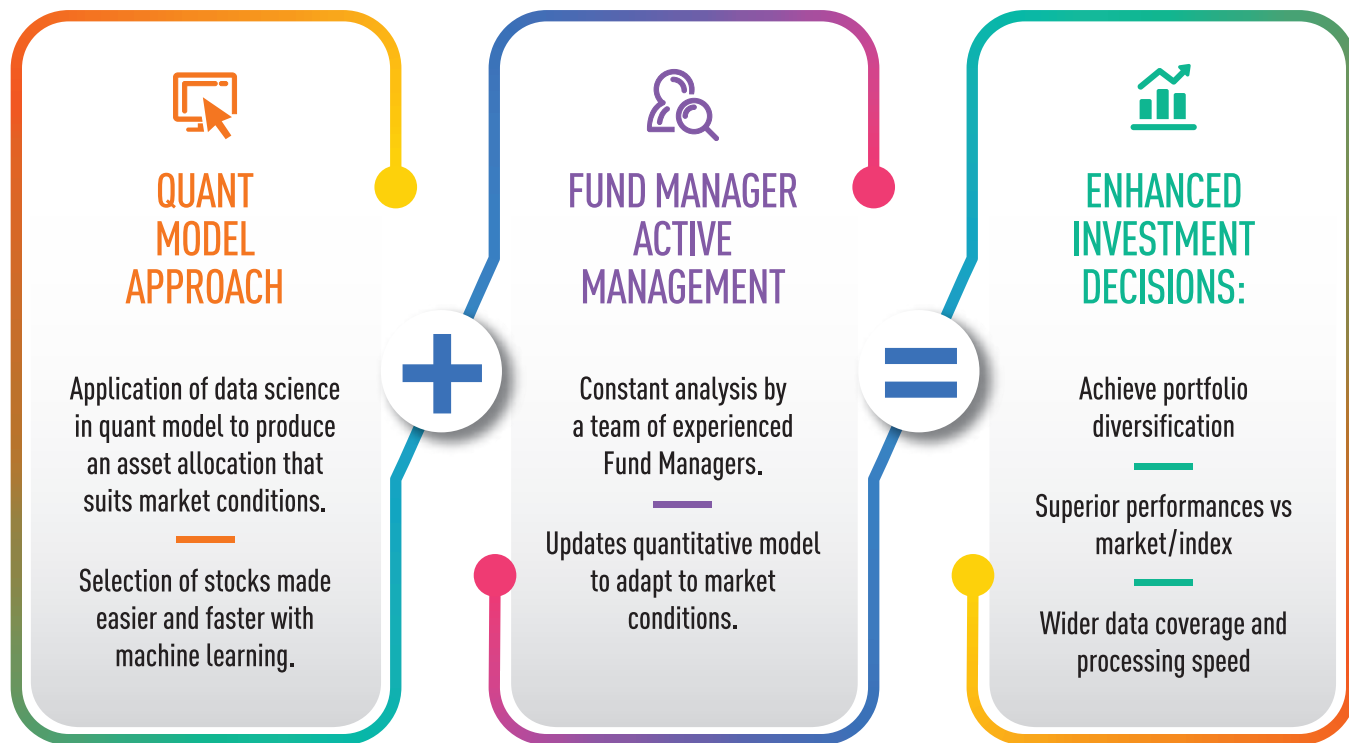 QUANT
MODEL
APPROACH
Application of data science
in quant model to produce
an asset allocation that
suits market conditions.
Selection of stocks made
easier and faster with
machine learning.
+
FUND MANAGER
ACTIVE
MANAGEMENT
Constant analysis by
a team of experienced
Fund Managers.
Updates quantitative model
to adapt to market
conditions.
=
ENHANCED
INVESTMENT
DECISIONS:
Achieve portfolio
diversification
Superior performances vs
market/index
Wider data coverage and
processing speed